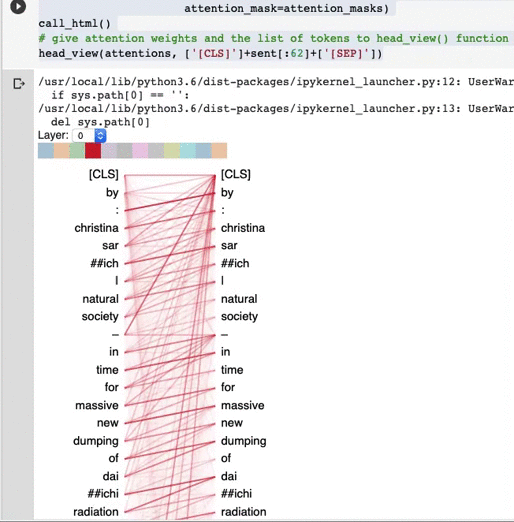 attention_mask=attention_masks)
call_html()
# give attention weights and the list of tokens to head_view() function
head_view(attentions, ['[CLS]']+sent[:62]+['[SEP]'])
/usr/local/lib/python3.6/dist-packages/ipykernel_launcher.py:12: UserWar
if sys.path[0] == '':
/usr/local/lib/python3.6/dist-packages/ipykernel_launcher.py:13: UserWar
del sys.path[0]
Layer: 0
[CLS] [CLS]
by by
: :
christina christina
sar sar
##ich ##ich
| |
natural natural
society society
– –
in in
time time
for for
massive massive
new new
dumping dumping
of of
dai dai
##ichi ##ichi
radiation radiation